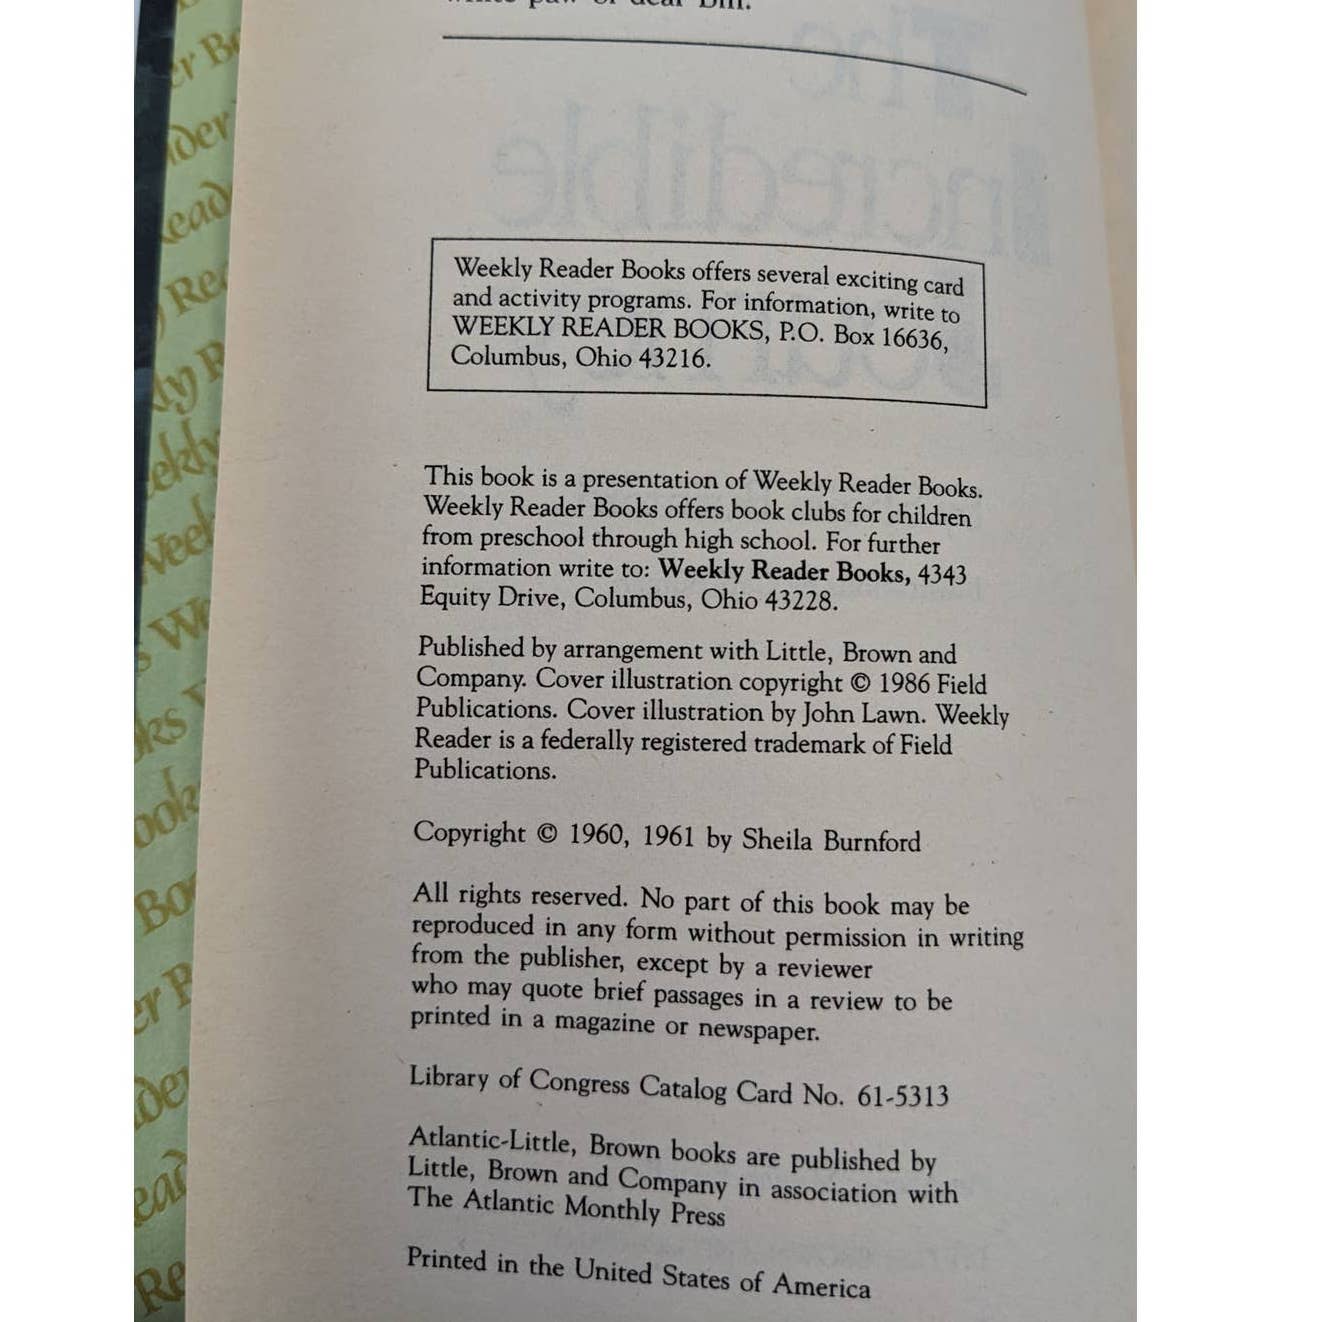 of dear Bill.
Weekly Reader Books offers several exciting card
and activity programs. For information, write to
WEEKLY READER BOOKS, P.O. Box 16636,
Columbus, Ohio 43216.
This book is a presentation of Weekly Reader Books.
Weekly Reader Books offers book clubs for children
from preschool through high school. For further
information write to: Weekly Reader Books, 4343
Equity Drive, Columbus, Ohio 43228.
Published by arrangement with Little, Brown and
Company. Cover illustration copyright © 1986 Field
Publications. Cover illustration by John Lawn. Weekly
Reader is a federally registered trademark of Field
Publications.
Copyright © 1960, 1961 by Sheila Burnford
All rights reserved. No part of this book may be
reproduced in any form without permission in writing
from the publisher, except by a reviewer
who may quote brief passages in a review to be
printed in a magazine or newspaper.
Library of Congress Catalog Card No. 61-5313
Atlantic-Little, Brown books are published by
Little, Brown and Company in association with
The Atlantic Monthly Press
Printed in the United States of America